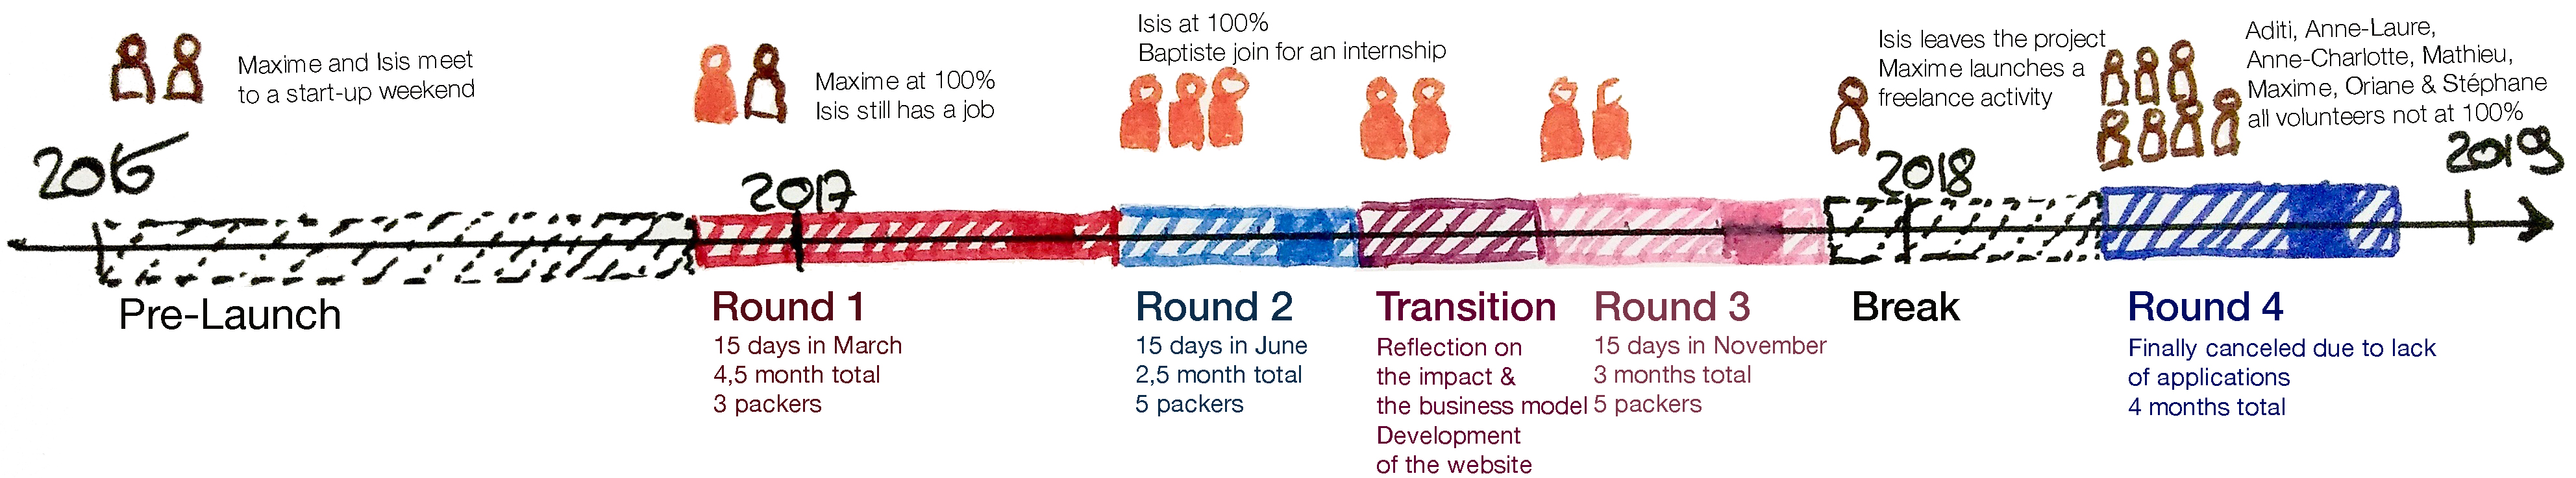 Maxime and Isis meet
to a start-up weekend
Maxime at 100%
Isis still has a job
Isis at 100%
Baptiste join for an internship
Isis leaves the project
Maxime launches a
freelance activity
Aditi, Anne-Laure,
Anne-Charlotte, Mathieu,
Maxime, Oriane & Stéphane
all volunteers not at 100%
2016
2017
2018
2019
Pre-Launch
Round 1
15 days in March
4,5 month total
3 packers
Round 2
15 days in June
2,5 month total
5 packers
Transition
Reflection on
the impact &
the business model
Development
of the website
Round 3
15 days in November
3 months total
5 packers
Break
Round 4
Finally canceled due to lack
of applications
4 months total